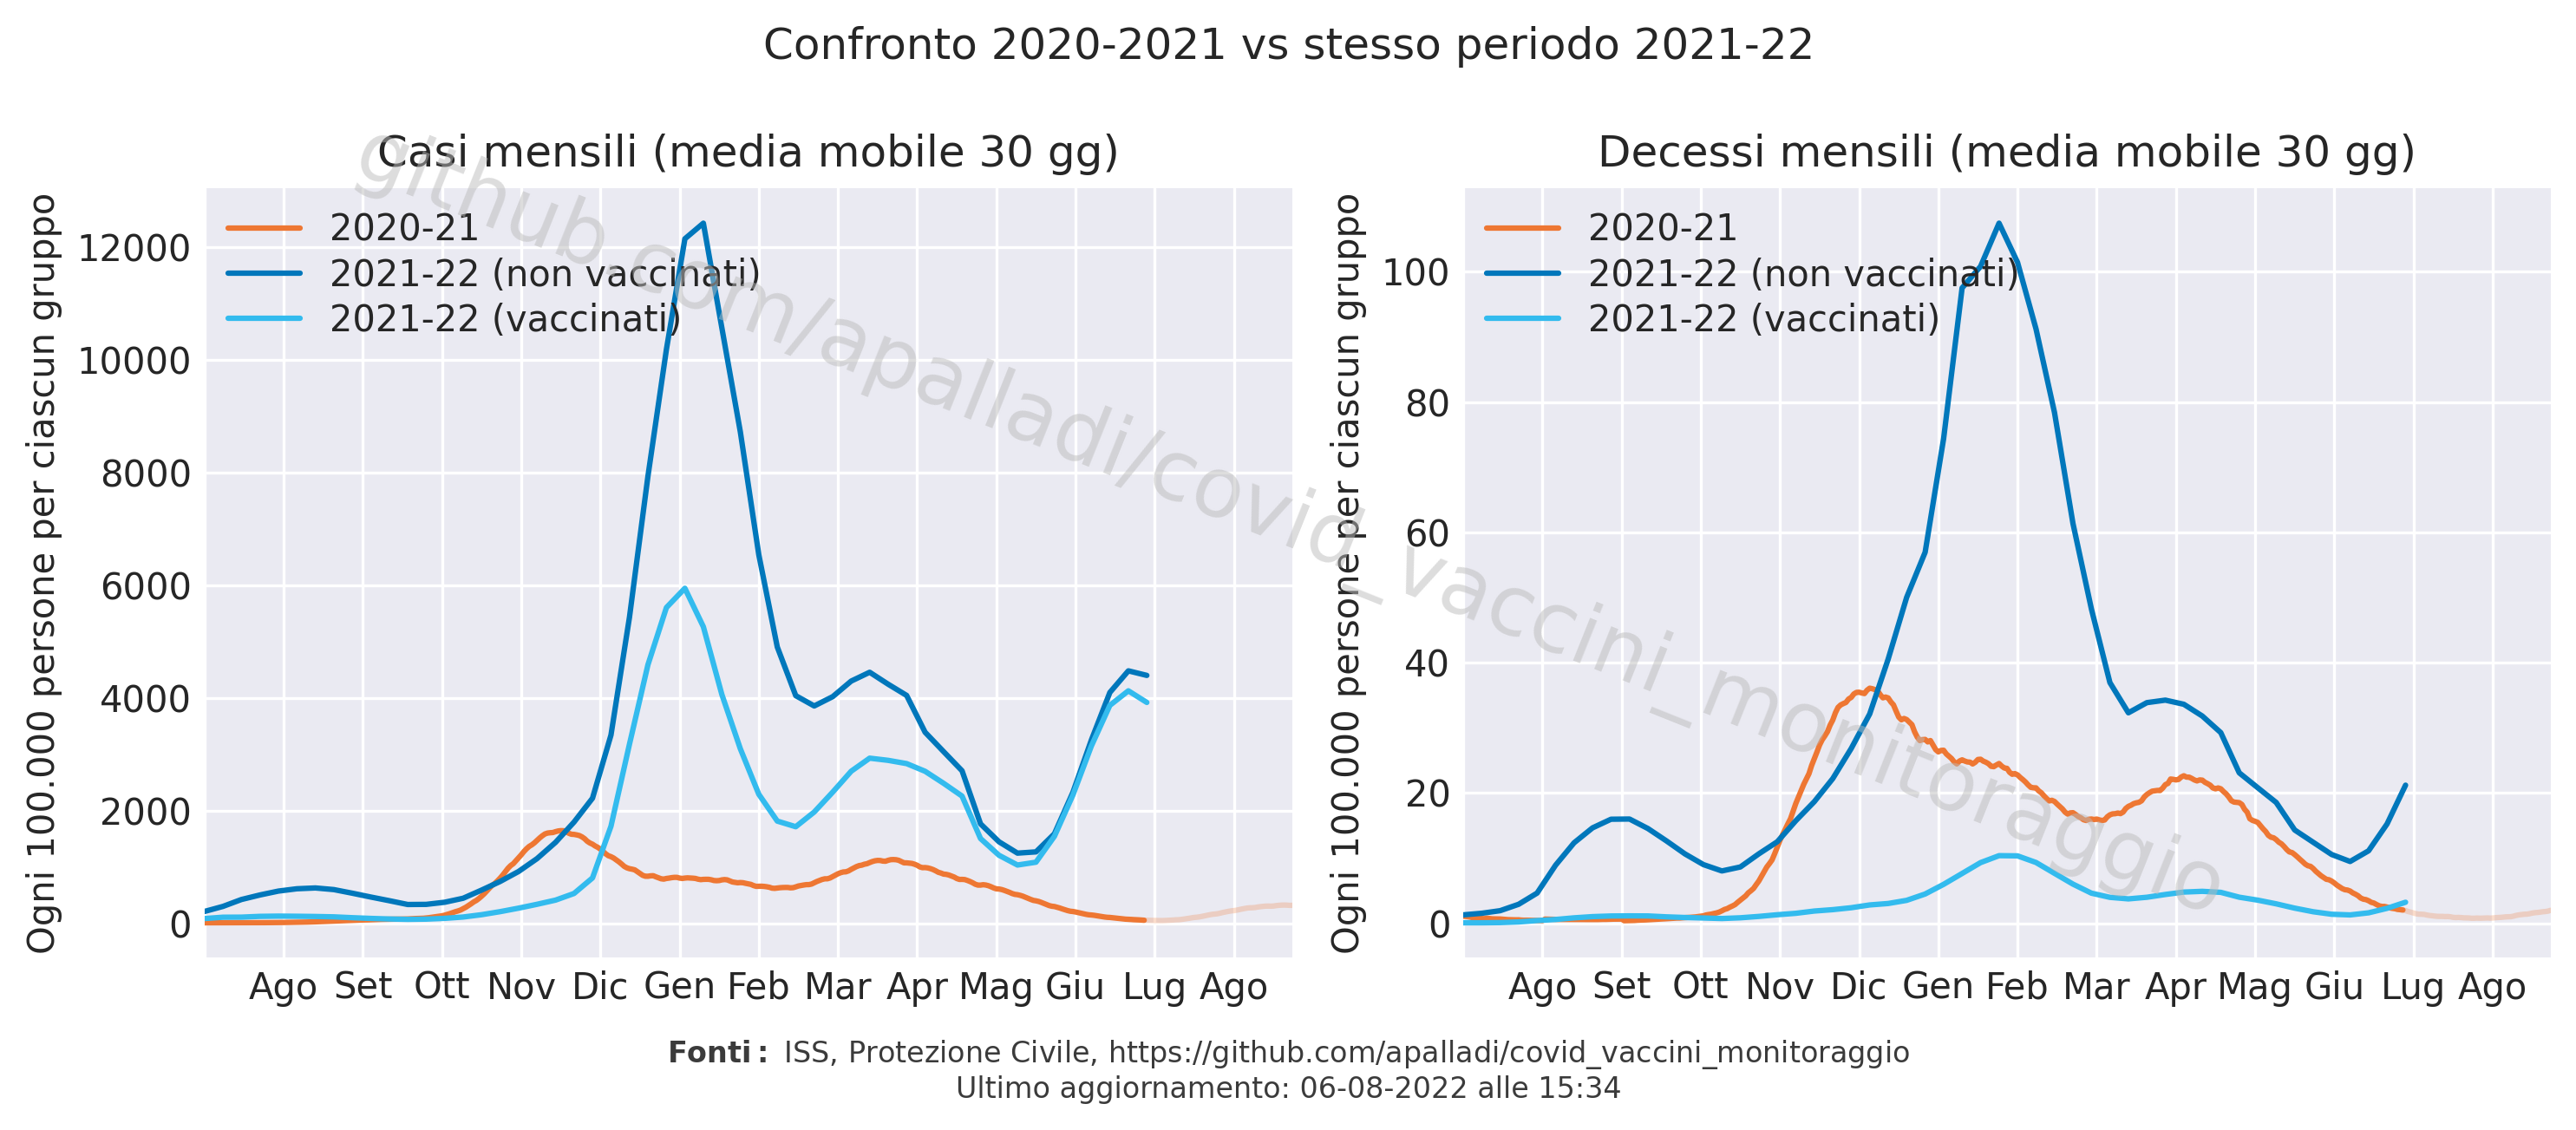 Confronto 2020-2021 vs stesso periodo 2021-22
Casi mensili (media mobile 30 gg)
Ogni 100.000 persone per ciascun gruppo
12000
10000
8000
6000
4000
2000
0
2020-21
2021-22 (non vaccinati)
2021-22 (vaccinati)
Ago Set Ott Nov Dic Gen Feb Mar Apr Mag Giu Lug Ago
Decessi mensili (media mobile 30 gg)
Ogni 100.000 persone per ciascun gruppo
100
80
60
40
20
0
2020-21
2021-22 (non vaccinati)
2021-22 (vaccinati)
Ago Set Ott Nov Dic Gen Feb Mar Apr Mag Giu Lug Ago
github.com/apalladi/covid_vaccini_monitoraggio
Fonti: ISS, Protezione Civile, https://github.com/apalladi/covid_vaccini_monitoraggio
Ultimo aggiornamento: 06-08-2022 alle 15:34